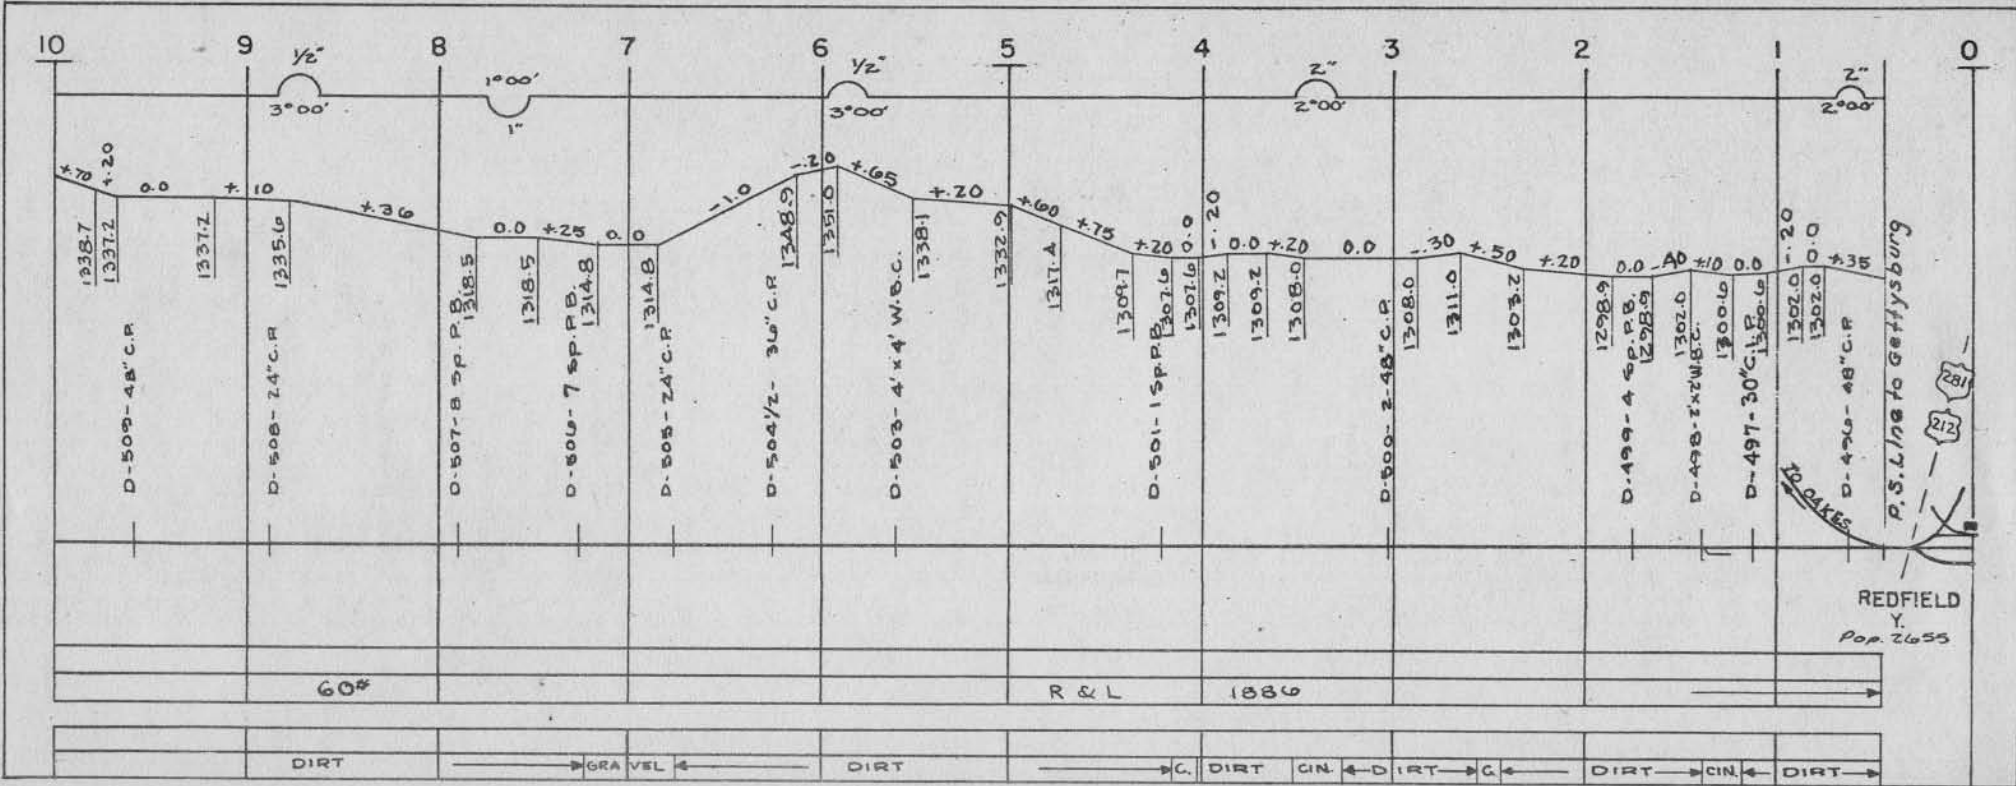 10 9 8 7 6 5 4 3 2 1 0
1/2" 1°00' 1/2" 2" 2"
3°00' 1" 3°00' 2°00' 2°00'
+.70 +.20 0.0 +.10 +.36 0.0 +.25 0.0 -1.0 -.20 +.65 +.20 +.60 +.75 +.20 0.0 -.20 0.0 +.20 0.0 -.30 +.50 +.20 0.0 -.40 +.10 0.0 -.20 0.0 +.35
1338.7 1337.2 1337.2 1335.6 1318.5 1318.5 1314.8 1314.8 1348.9 1351.0 1338.1 1332.9 1317.4 1309.7 1307.6 1307.6 1309.2 1309.2 1308.0 1308.0 1311.0 1303.2 1298.9 1298.9 1302.0 1300.6 1300.6 1302.0 1302.0
D-509-48" C.P.
D-508-24" C.P.
D-507-8 Sp. P.B.
D-506-7 Sp. P.B.
D-505-24" C.P.
D-504 1/2-36" C.P.
D-503-4'x4' W.B.C.
D-501-1 Sp. P.B.
D-500-2-48" C.P.
D-499-4 Sp. P.B.
D-498-2'x2' W.B.C.
D-497-30" C.I.P.
D-496-48" C.P.
P.S. Line to Gettysburg
281
212
TO OAKES
REDFIELD
Y.
Pop. 2655
60# R & L 1886
DIRT GRAVEL DIRT C. DIRT CIN. DIRT G. DIRT CIN. DIRT